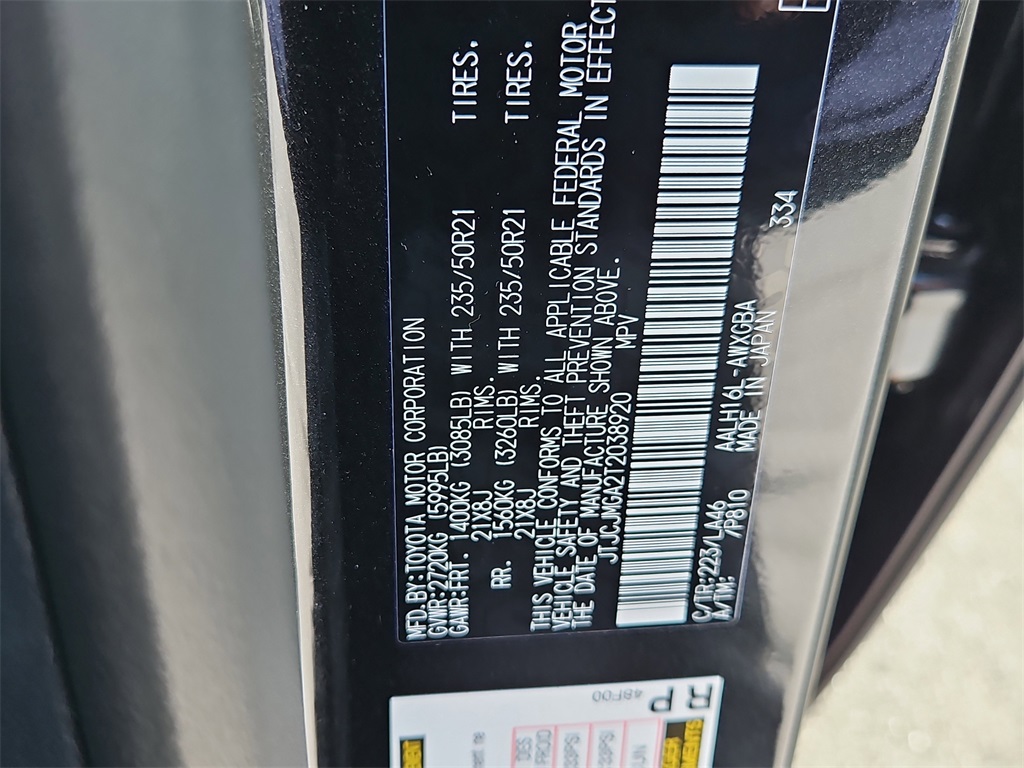 MFD.BY:TOYOTA MOTOR CORPORATION
GVWR:2720KG (5995LB)
GAWR:FRT. 1400KG (3085LB) WITH 235/50R21 TIRES.
21X8J RIMS.
RR. 1560KG (3260LB) WITH 235/50R21 TIRES.
21X8J RIMS.
THIS VEHICLE CONFORMS TO ALL APPLICABLE FEDERAL MOTOR
VEHICLE SAFETY AND THEFT PREVENTION STANDARDS IN EFFECT
THE DATE OF MANUFACTURE SHOWN ABOVE.
JTJCJMGA2T2038920 MPV
C/TR:223/LA46 AALH16L-AWXGBA
A/TM: /P810 MADE IN JAPAN 334
48F00